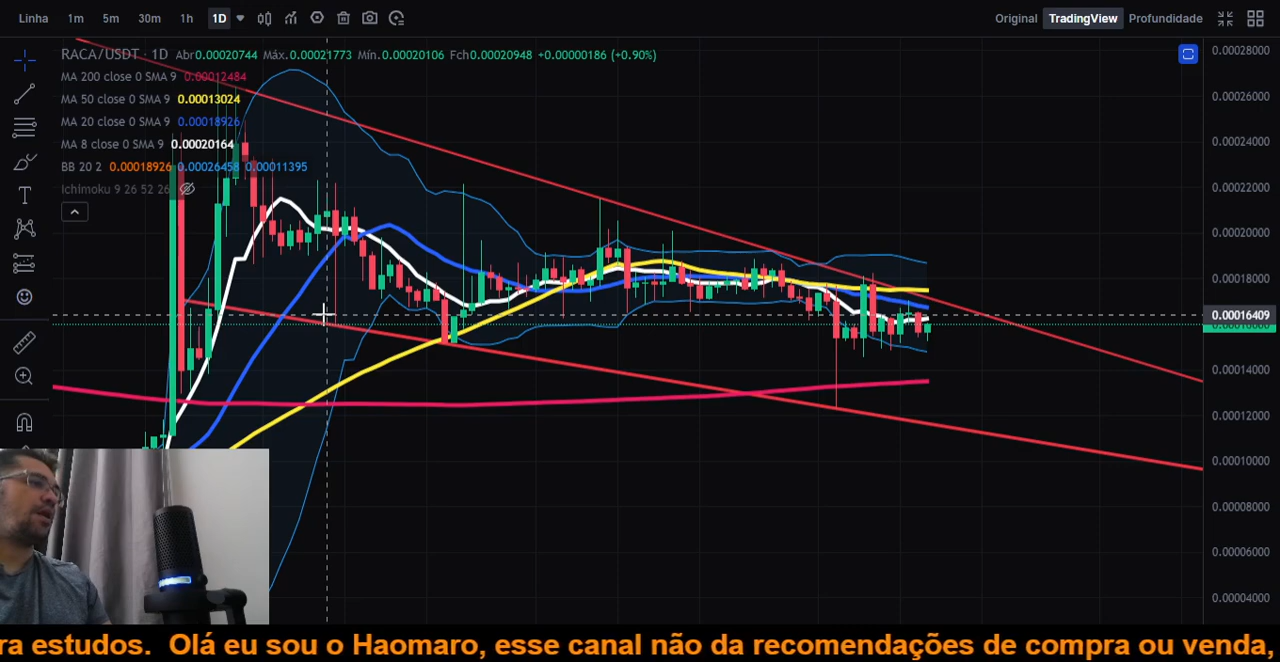 Linha 1m 5m 30m 1h 1D Original TradingView Profundidade
RACA/USDT · 1D Abr0.00020744 Máx.0.00021773 Mín.0.00020106 Fch0.00020948 +0.00000186 (+0.90%)
MA 200 close 0 SMA 9 0.00012484
MA 50 close 0 SMA 9 0.00013024
MA 20 close 0 SMA 9 0.00018926
MA 8 close 0 SMA 9 0.00020164
BB 20 2 0.00018926 0.00026458 0.00011395
Ichimoku 9 26 52 26
0.00028000
0.00026000
0.00024000
0.00022000
0.00020000
0.00018000
0.00016409
0.00014000
0.00012000
0.00010000
0.00008000
0.00006000
0.00004000
ra estudos. Olá eu sou o Haomaro, esse canal não da recomendações de compra ou venda,